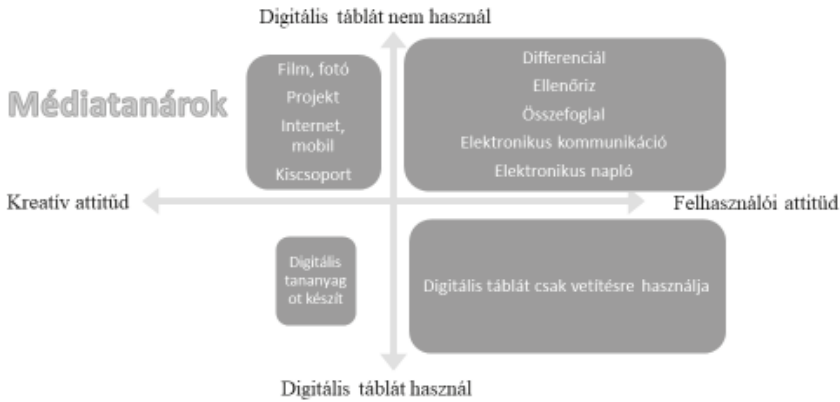 Digitális táblát nem használ
Médiatanárok
Film, fotó
Projekt
Internet,
mobil
Kiscsoport
Differenciál
Ellenőriz
Összefoglal
Elektronikus kommunikáció
Elektronikus napló
Kreatív attitűd
Felhasználói attitűd
Digitális
tananyag
ot készít
Digitális táblát csak vetítésre használja
Digitális táblát használ